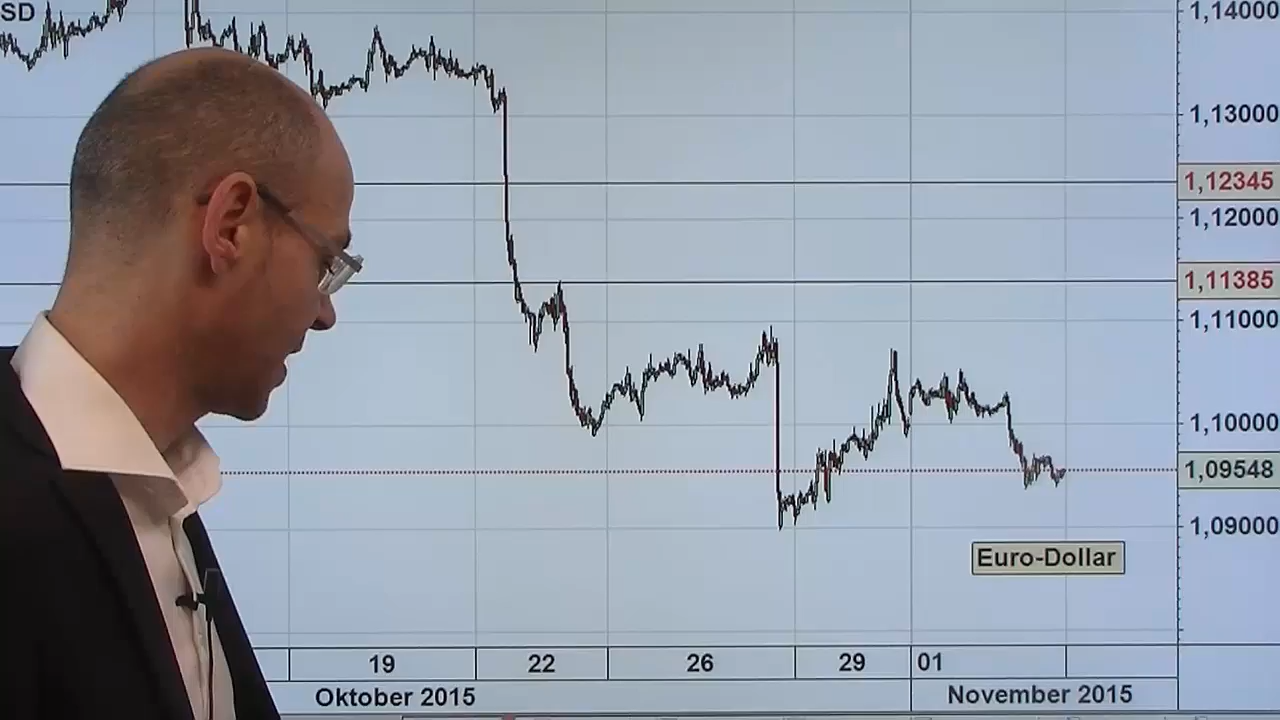 SD
1,14000
1,13000
1,12345
1,12000
1,11385
1,11000
1,10000
1,09548
1,09000
Euro-Dollar
19 22 26 29 01
Oktober 2015 November 2015